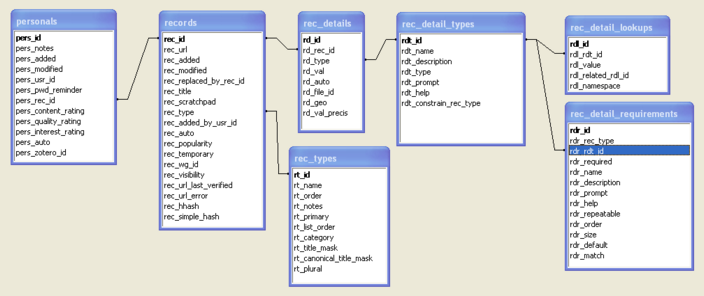 personals
pers_id
pers_notes
pers_added
pers_modified
pers_usr_id
pers_pwd_reminder
pers_rec_id
pers_content_rating
pers_quality_rating
pers_interest_rating
pers_auto
pers_zotero_id
records
rec_id
rec_url
rec_added
rec_modified
rec_replaced_by_rec_id
rec_title
rec_scratchpad
rec_type
rec_added_by_usr_id
rec_auto
rec_popularity
rec_temporary
rec_wg_id
rec_visibility
rec_url_last_verified
rec_url_error
rec_hhash
rec_simple_hash
rec_details
rd_id
rd_rec_id
rd_type
rd_val
rd_auto
rd_file_id
rd_geo
rd_val_precis
rec_types
rt_id
rt_name
rt_order
rt_notes
rt_primary
rt_list_order
rt_category
rt_title_mask
rt_canonical_title_mask
rt_plural
rec_detail_types
rdt_id
rdt_name
rdt_description
rdt_type
rdt_prompt
rdt_help
rdt_constrain_rec_type
rec_detail_lookups
rdl_id
rdl_rdt_id
rdl_value
rdl_related_rdl_id
rdl_namespace
rec_detail_requirements
rdr_id
rdr_rec_type
rdr_rdt_id
rdr_required
rdr_name
rdr_description
rdr_prompt
rdr_help
rdr_repeatable
rdr_order
rdr_size
rdr_default
rdr_match